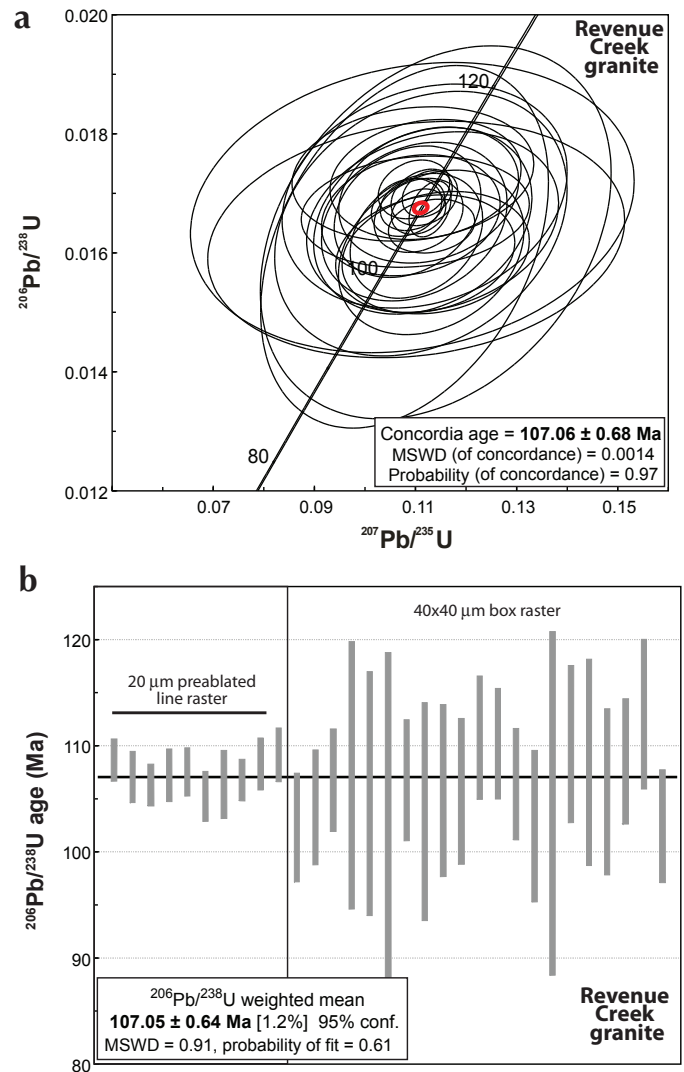 a
Revenue
Creek
granite
0.020
0.018
0.016
0.014
0.012
²⁰⁶Pb/²³⁸U
120
100
80
Concordia age = 107.06 ± 0.68 Ma
MSWD (of concordance) = 0.0014
Probability (of concordance) = 0.97
0.07 0.09 0.11 0.13 0.15
²⁰⁷Pb/²³⁵U
b
40x40 µm box raster
20 µm preablated
line raster
120
110
100
90
80
²⁰⁶Pb/²³⁸U age (Ma)
²⁰⁶Pb/²³⁸U weighted mean
107.05 ± 0.64 Ma [1.2%] 95% conf.
MSWD = 0.91, probability of fit = 0.61
Revenue
Creek
granite